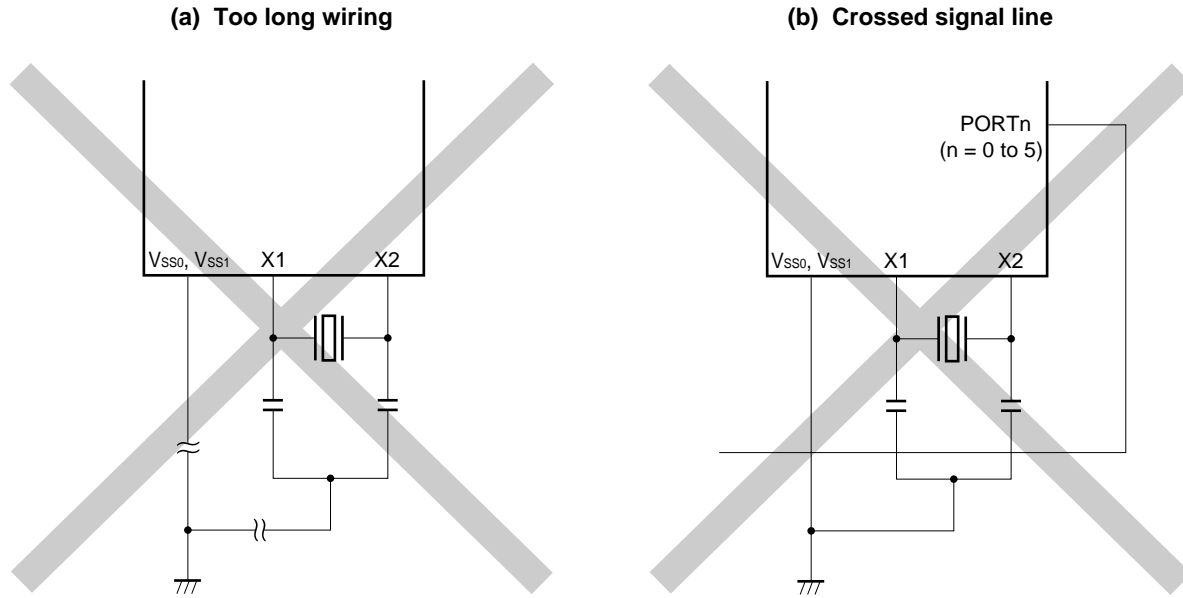 (a) Too long wiring
VSS0, VSS1 X1 X2
(b) Crossed signal line
PORTn
(n = 0 to 5)
VSS0, VSS1 X1 X2